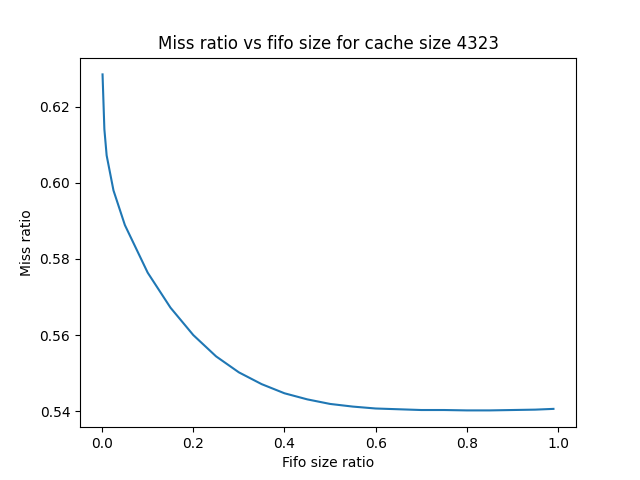 Miss ratio vs fifo size for cache size 4323
Miss ratio
0.62
0.60
0.58
0.56
0.54
0.0 0.2 0.4 0.6 0.8 1.0
Fifo size ratio